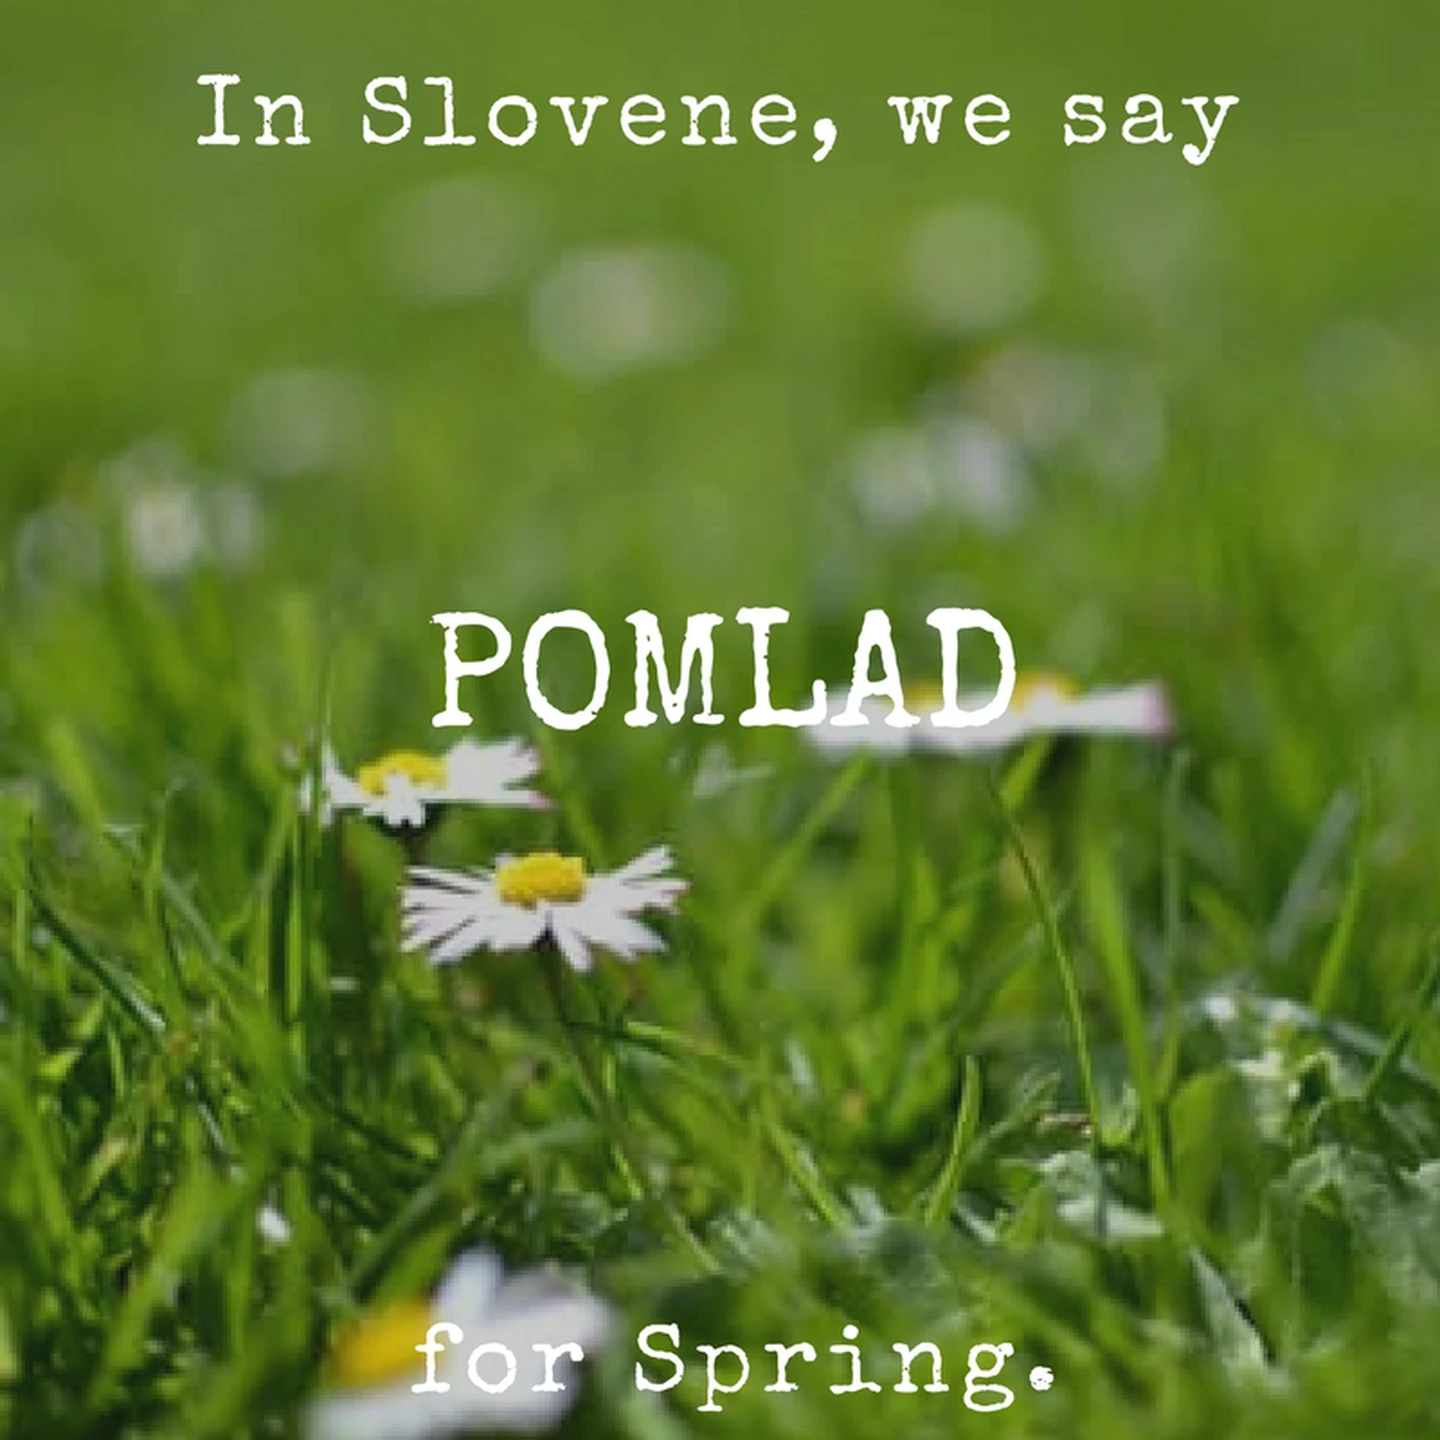 In Slovene, we say
POMLAD
for Spring.